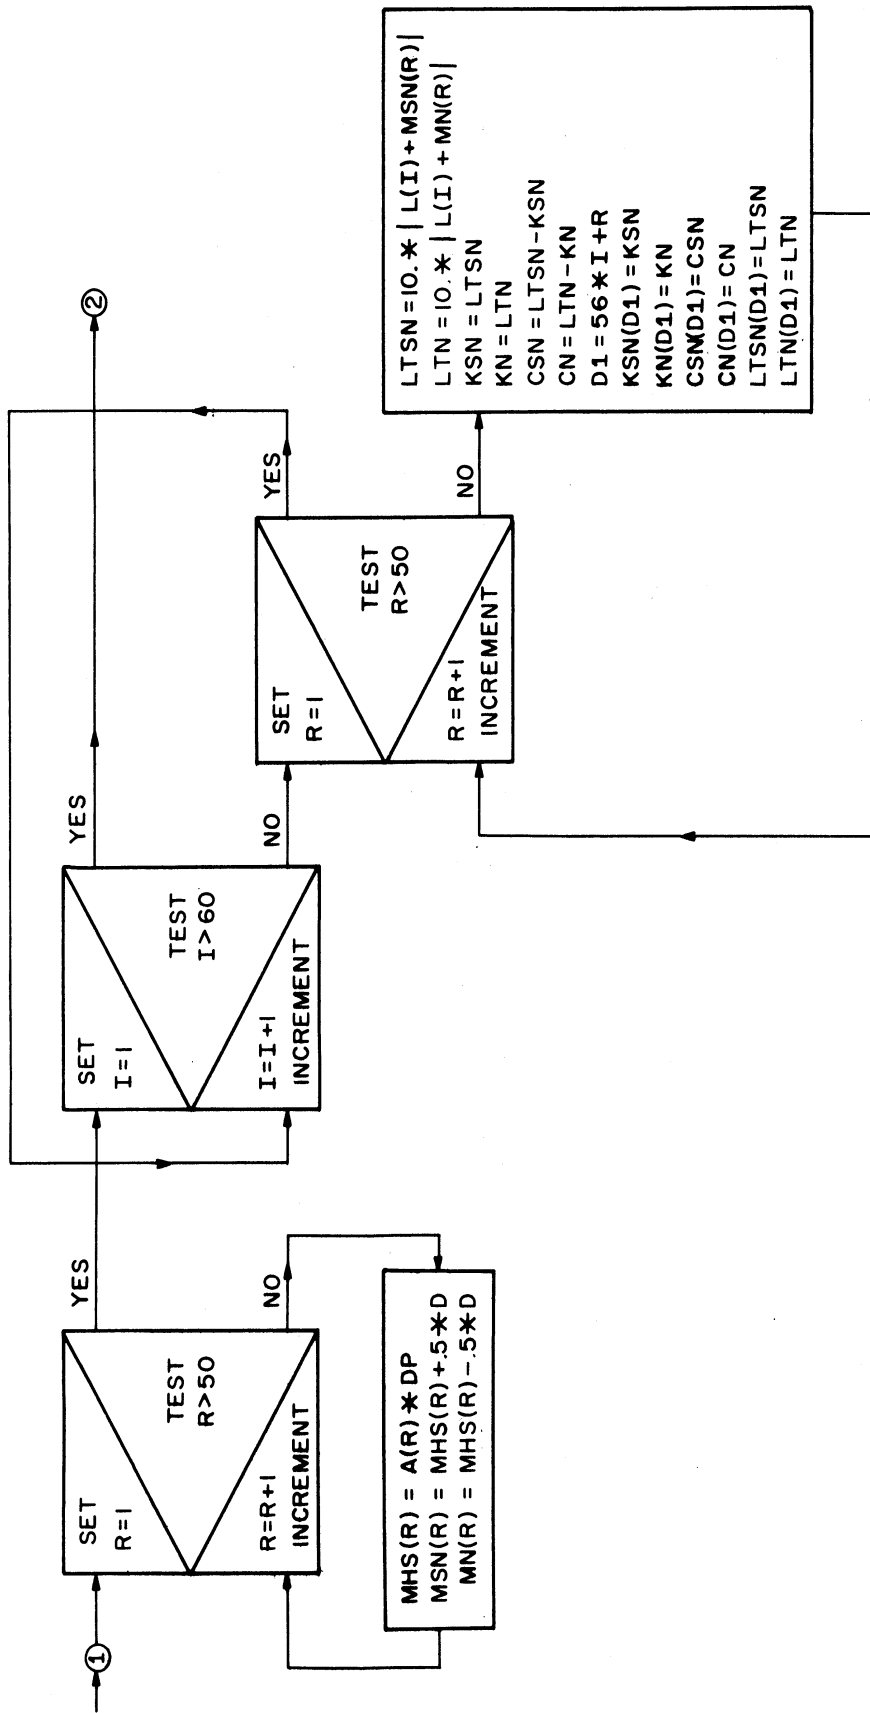 1
SET
R=1
TEST
R>50
R=R+1
INCREMENT
YES
NO
MHS(R) = A(R)*DP
MSN(R) = MHS(R)+.5*D
MN(R) = MHS(R)-.5*D
SET
I=1
TEST
I>60
I=I+1
INCREMENT
YES
NO
2
SET
R=1
TEST
R>50
R=R+1
INCREMENT
YES
NO
LTSN=10.*|L(I)+MSN(R)|
LTN=10.*|L(I)+MN(R)|
KSN=LTSN
KN=LTN
CSN=LTSN-KSN
CN=LTN-KN
D1=56*I+R
KSN(D1)=KSN
KN(D1)=KN
CSN(D1)=CSN
CN(D1)=CN
LTSN(D1)=LTSN
LTN(D1)=LTN